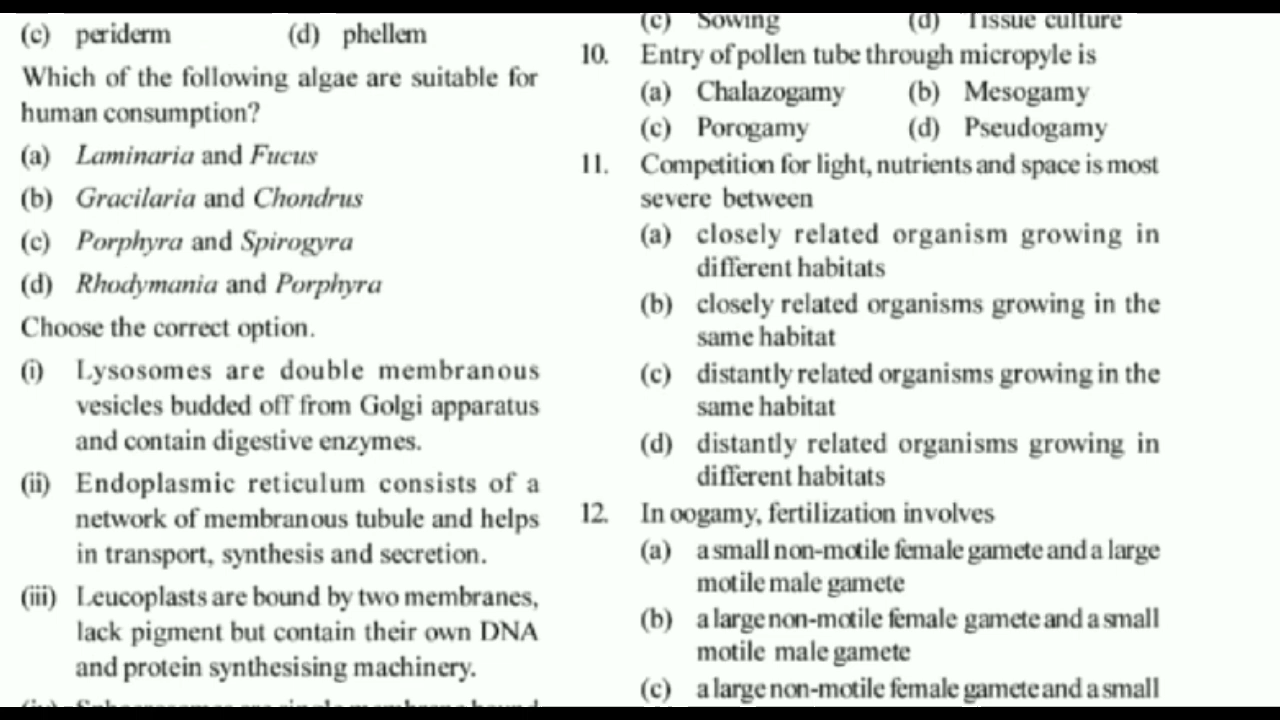 (c) periderm (d) phellem
Which of the following algae are suitable for
human consumption?
(a) Laminaria and Fucus
(b) Gracilaria and Chondrus
(c) Porphyra and Spirogyra
(d) Rhodymania and Porphyra
Choose the correct option.
(i) Lysosomes are double membranous
vesicles budded off from Golgi apparatus
and contain digestive enzymes.
(ii) Endoplasmic reticulum consists of a
network of membranous tubule and helps
in transport, synthesis and secretion.
(iii) Leucoplasts are bound by two membranes,
lack pigment but contain their own DNA
and protein synthesising machinery.
(c) Sowing (d) Tissue culture
10. Entry of pollen tube through micropyle is
(a) Chalazogamy (b) Mesogamy
(c) Porogamy (d) Pseudogamy
11. Competition for light, nutrients and space is most
severe between
(a) closely related organism growing in
different habitats
(b) closely related organisms growing in the
same habitat
(c) distantly related organisms growing in the
same habitat
(d) distantly related organisms growing in
different habitats
12. In oogamy, fertilization involves
(a) a small non-motile female gamete and a large
motile male gamete
(b) a large non-motile female gamete and a small
motile male gamete
(c) a large non-motile female gamete and a small